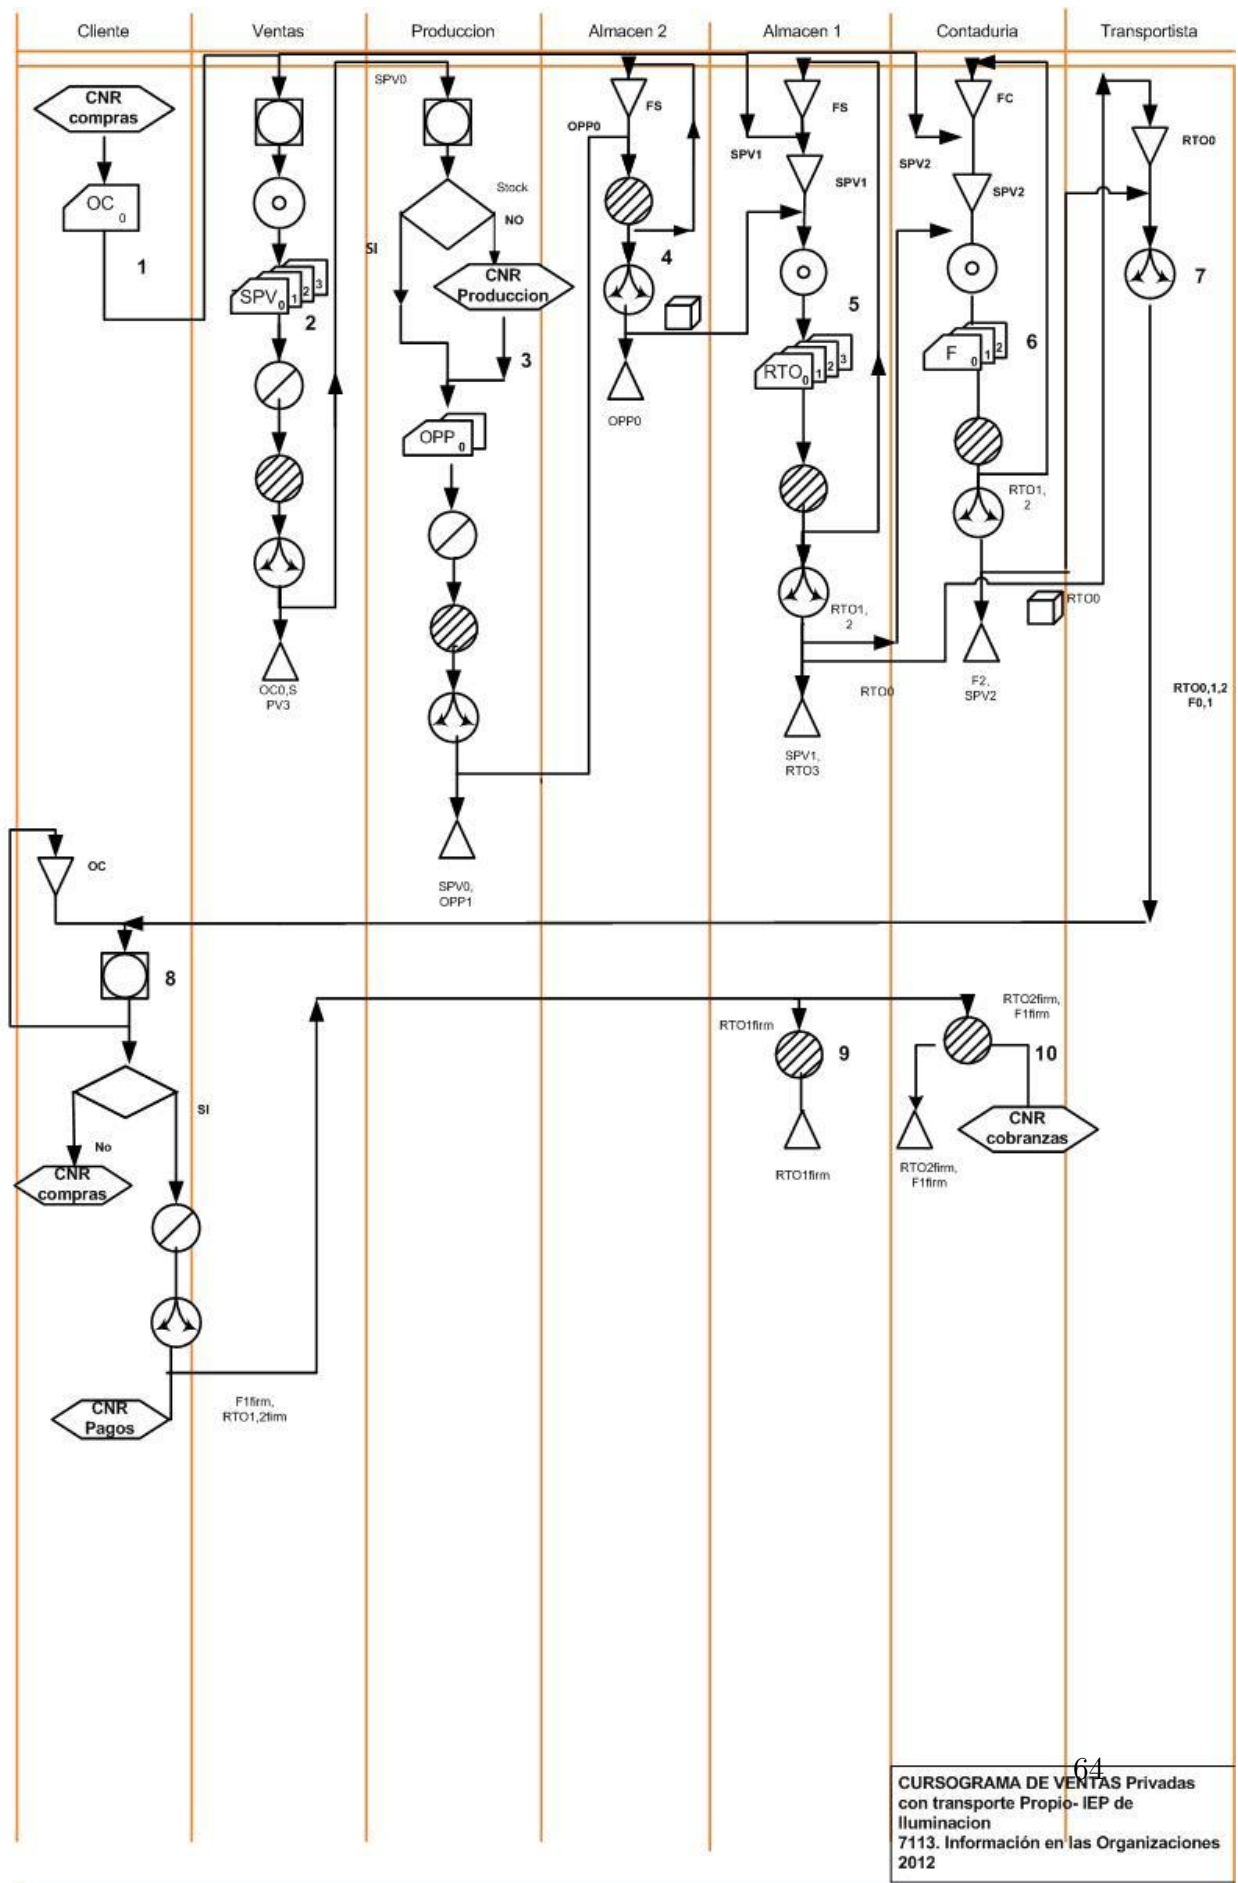 Cliente
Ventas
Produccion
Almacen 2
Almacen 1
Contaduria
Transportista
CNR
compras
OC
0
1
SPV
0
1
2
3
2
OC0,S
PV3
SPV0
Stock
SI
NO
CNR
Produccion
3
OPP
0
SPV0,
OPP1
OPP0
FS
4
OPP0
SPV1
FS
SPV1
5
RTO
0
1
2
3
RTO1,
2
RTO0
SPV1,
RTO3
SPV2
FC
SPV2
F
0
1
2
6
RTO1,
2
RTO0
F2,
SPV2
RTO0
7
RTO0,1,2
F0,1
OC
8
No
SI
CNR
compras
CNR
Pagos
F1firm,
RTO1,2firm
RTO1firm
9
RTO1firm
RTO2firm,
F1firm
10
CNR
cobranzas
RTO2firm,
F1firm
64
CURSOGRAMA DE VENTAS Privadas
con transporte Propio- IEP de
Iluminacion
7113. Información en las Organizaciones
2012